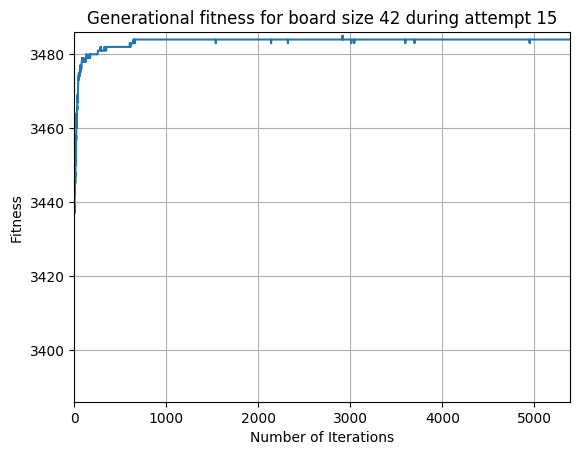 Generational fitness for board size 42 during attempt 15
Fitness
3480
3460
3440
3420
3400
0 1000 2000 3000 4000 5000
Number of Iterations